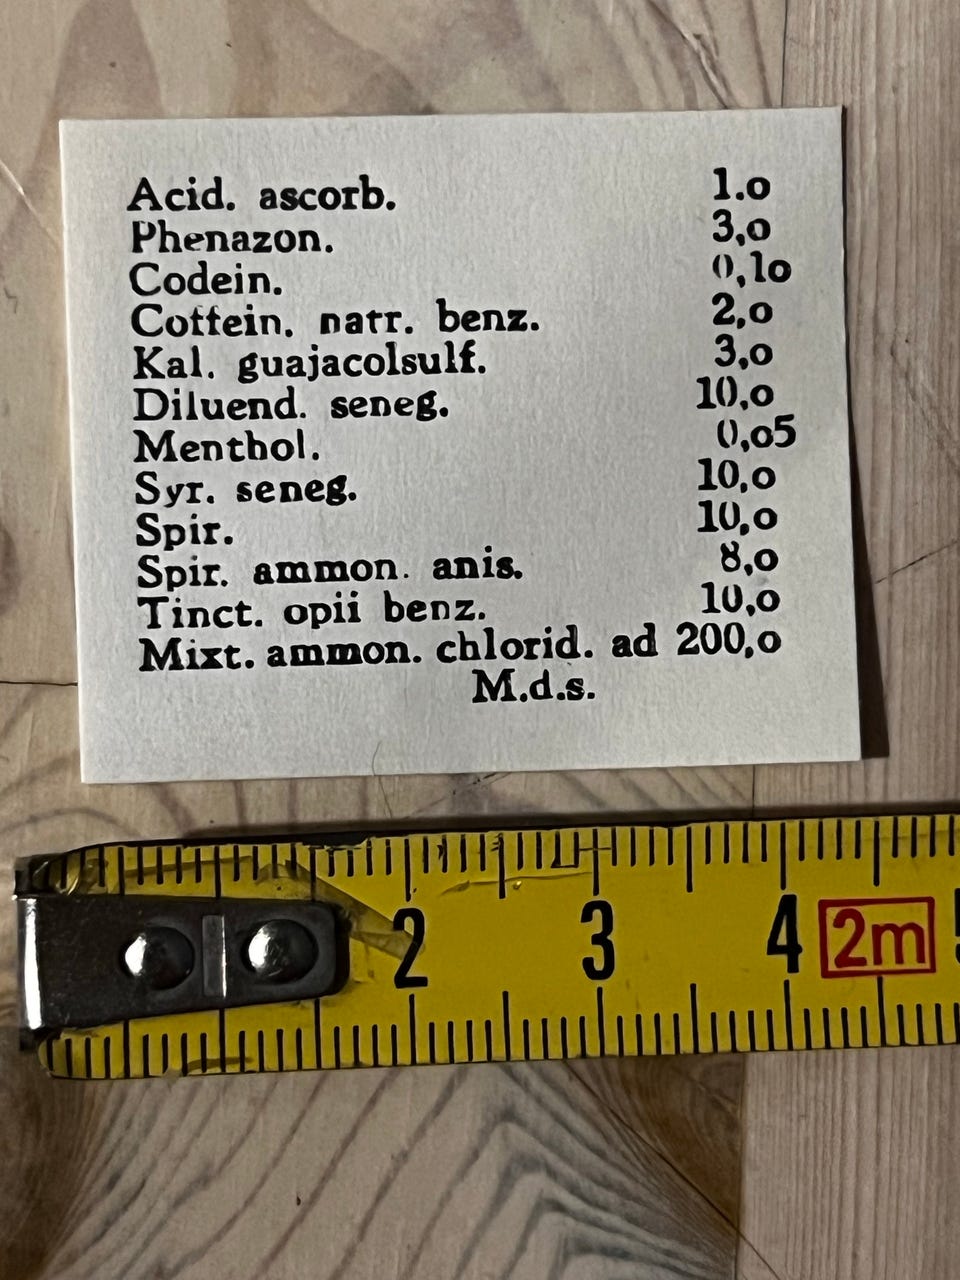 Acid. ascorb. 1.o
Phenazon. 3,o
Codein. 0,1o
Coffein. natr. benz. 2,o
Kal. guajacolsulf. 3,o
Diluend. seneg. 10,o
Menthol. 0,o5
Syr. seneg. 10,o
Spir. 10,o
Spir. ammon. anis. 8,o
Tinct. opii benz. 10,o
Mixt. ammon. chlorid. ad 200,o
M.d.s.
2 3 4 2m